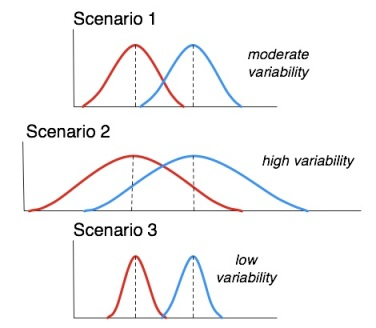 Scenario 1
moderate
variability
Scenario 2
high variability
Scenario 3
low
variability